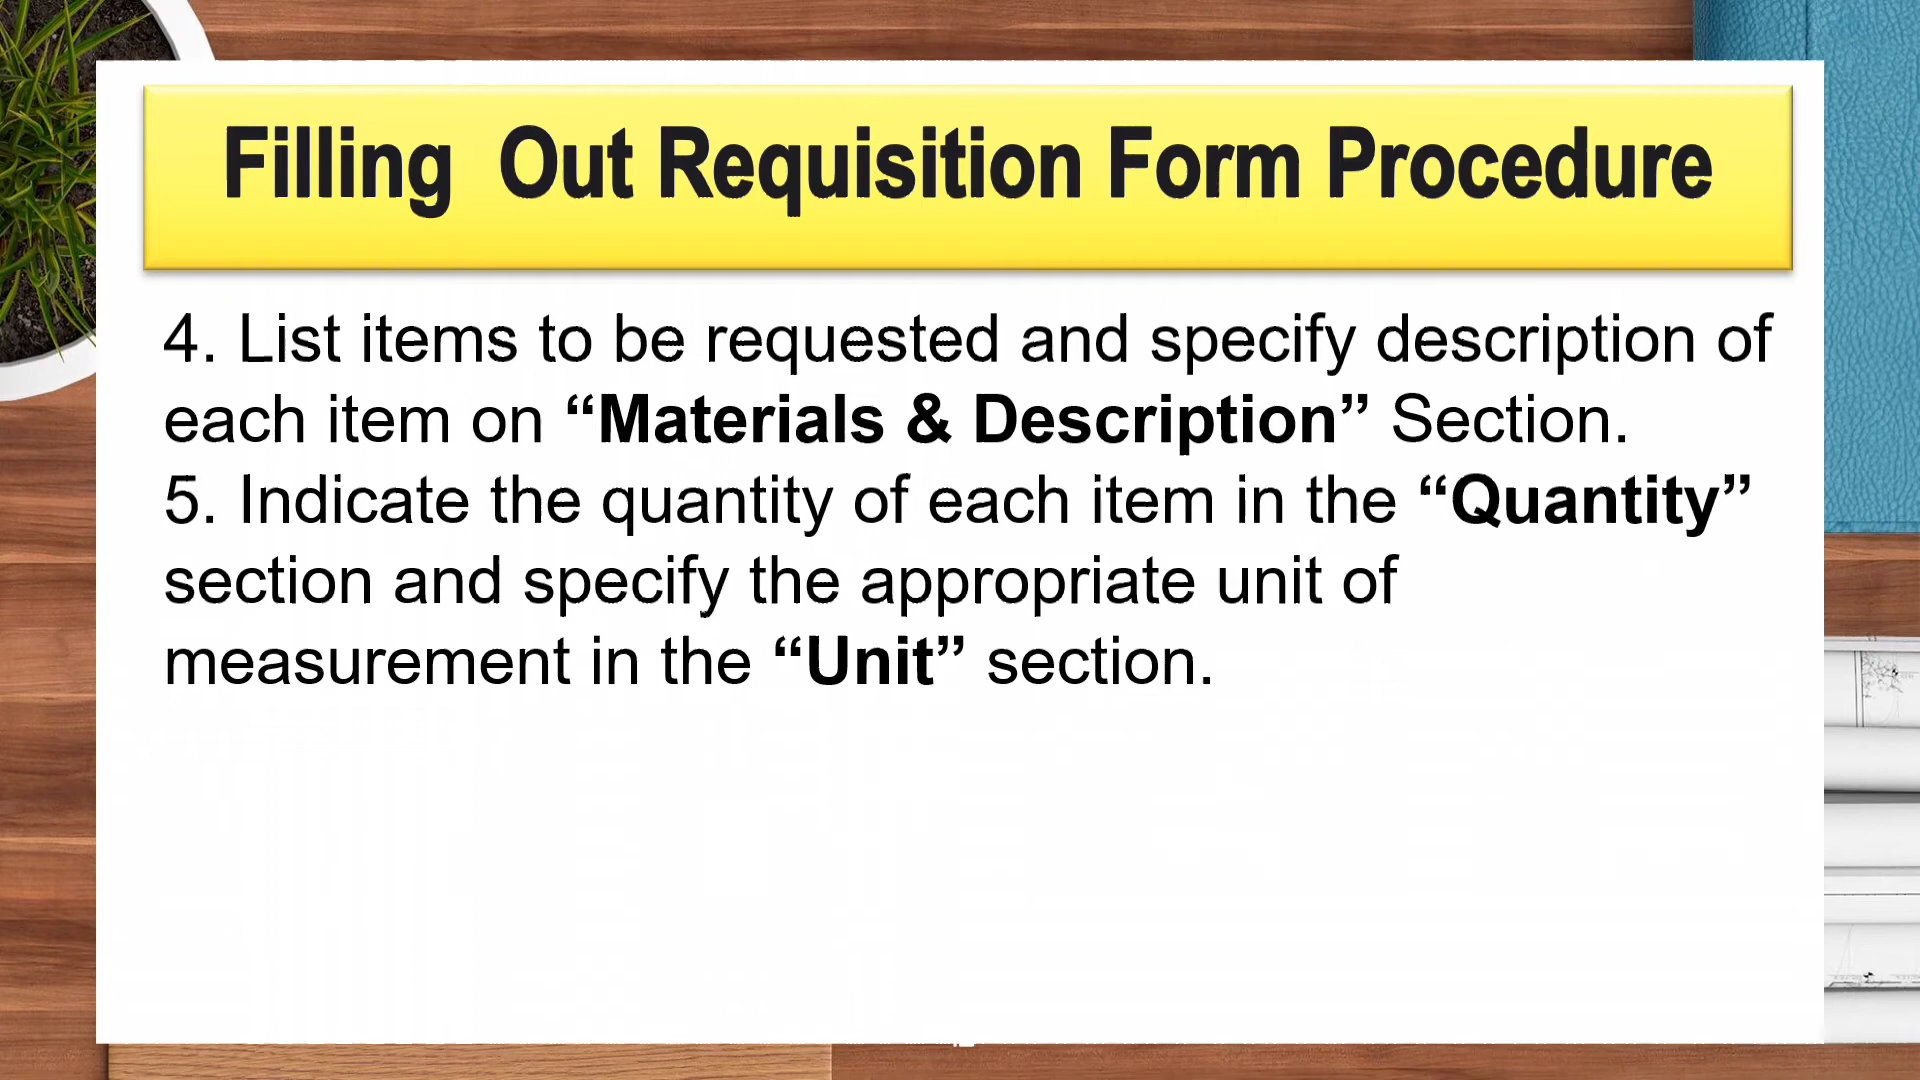 Filling  Out Requisition Form Procedure
4. List items to be requested and specify description of
each item on “Materials & Description” Section.
5. Indicate the quantity of each item in the “Quantity”
section and specify the appropriate unit of
measurement in the “Unit” section.